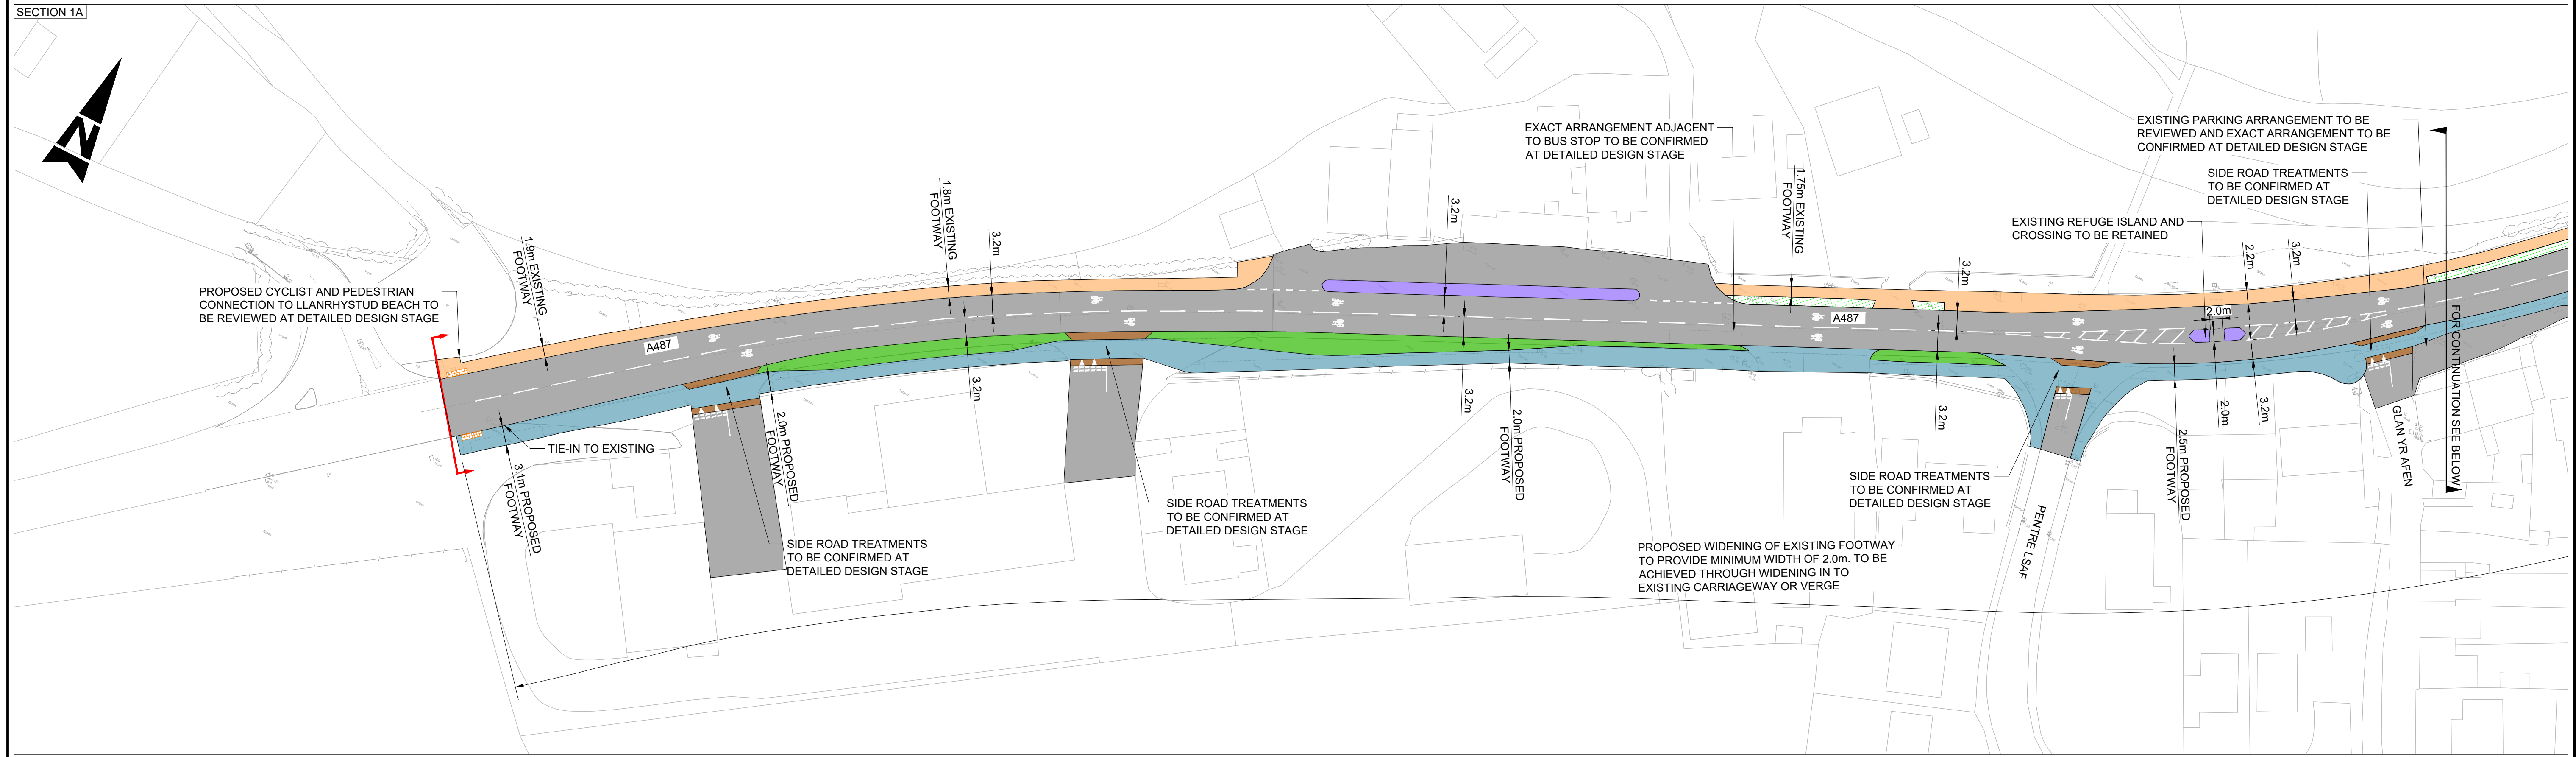 SECTION 1A
N
PROPOSED CYCLIST AND PEDESTRIAN
CONNECTION TO LLANRHYSTUD BEACH TO
BE REVIEWED AT DETAILED DESIGN STAGE
1.9m EXISTING
FOOTWAY
A487
TIE-IN TO EXISTING
3.1m PROPOSED
FOOTWAY
2.0m PROPOSED
FOOTWAY
SIDE ROAD TREATMENTS
TO BE CONFIRMED AT
DETAILED DESIGN STAGE
1.8m EXISTING
FOOTWAY
3.2m
3.2m
SIDE ROAD TREATMENTS
TO BE CONFIRMED AT
DETAILED DESIGN STAGE
3.2m
3.2m
2.0m PROPOSED
FOOTWAY
EXACT ARRANGEMENT ADJACENT
TO BUS STOP TO BE CONFIRMED
AT DETAILED DESIGN STAGE
1.75m EXISTING
FOOTWAY
A487
3.2m
3.2m
PROPOSED WIDENING OF EXISTING FOOTWAY
TO PROVIDE MINIMUM WIDTH OF 2.0m. TO BE
ACHIEVED THROUGH WIDENING IN TO
EXISTING CARRIAGEWAY OR VERGE
SIDE ROAD TREATMENTS
TO BE CONFIRMED AT
DETAILED DESIGN STAGE
PENTRE LSAF
EXISTING REFUGE ISLAND AND
CROSSING TO BE RETAINED
EXISTING PARKING ARRANGEMENT TO BE
REVIEWED AND EXACT ARRANGEMENT TO BE
CONFIRMED AT DETAILED DESIGN STAGE
SIDE ROAD TREATMENTS
TO BE CONFIRMED AT
DETAILED DESIGN STAGE
2.2m
3.2m
2.0m
2.0m
3.2m
2.5m PROPOSED
FOOTWAY
GLAN YR AFEN
FOR CONTINUATION SEE BELOW